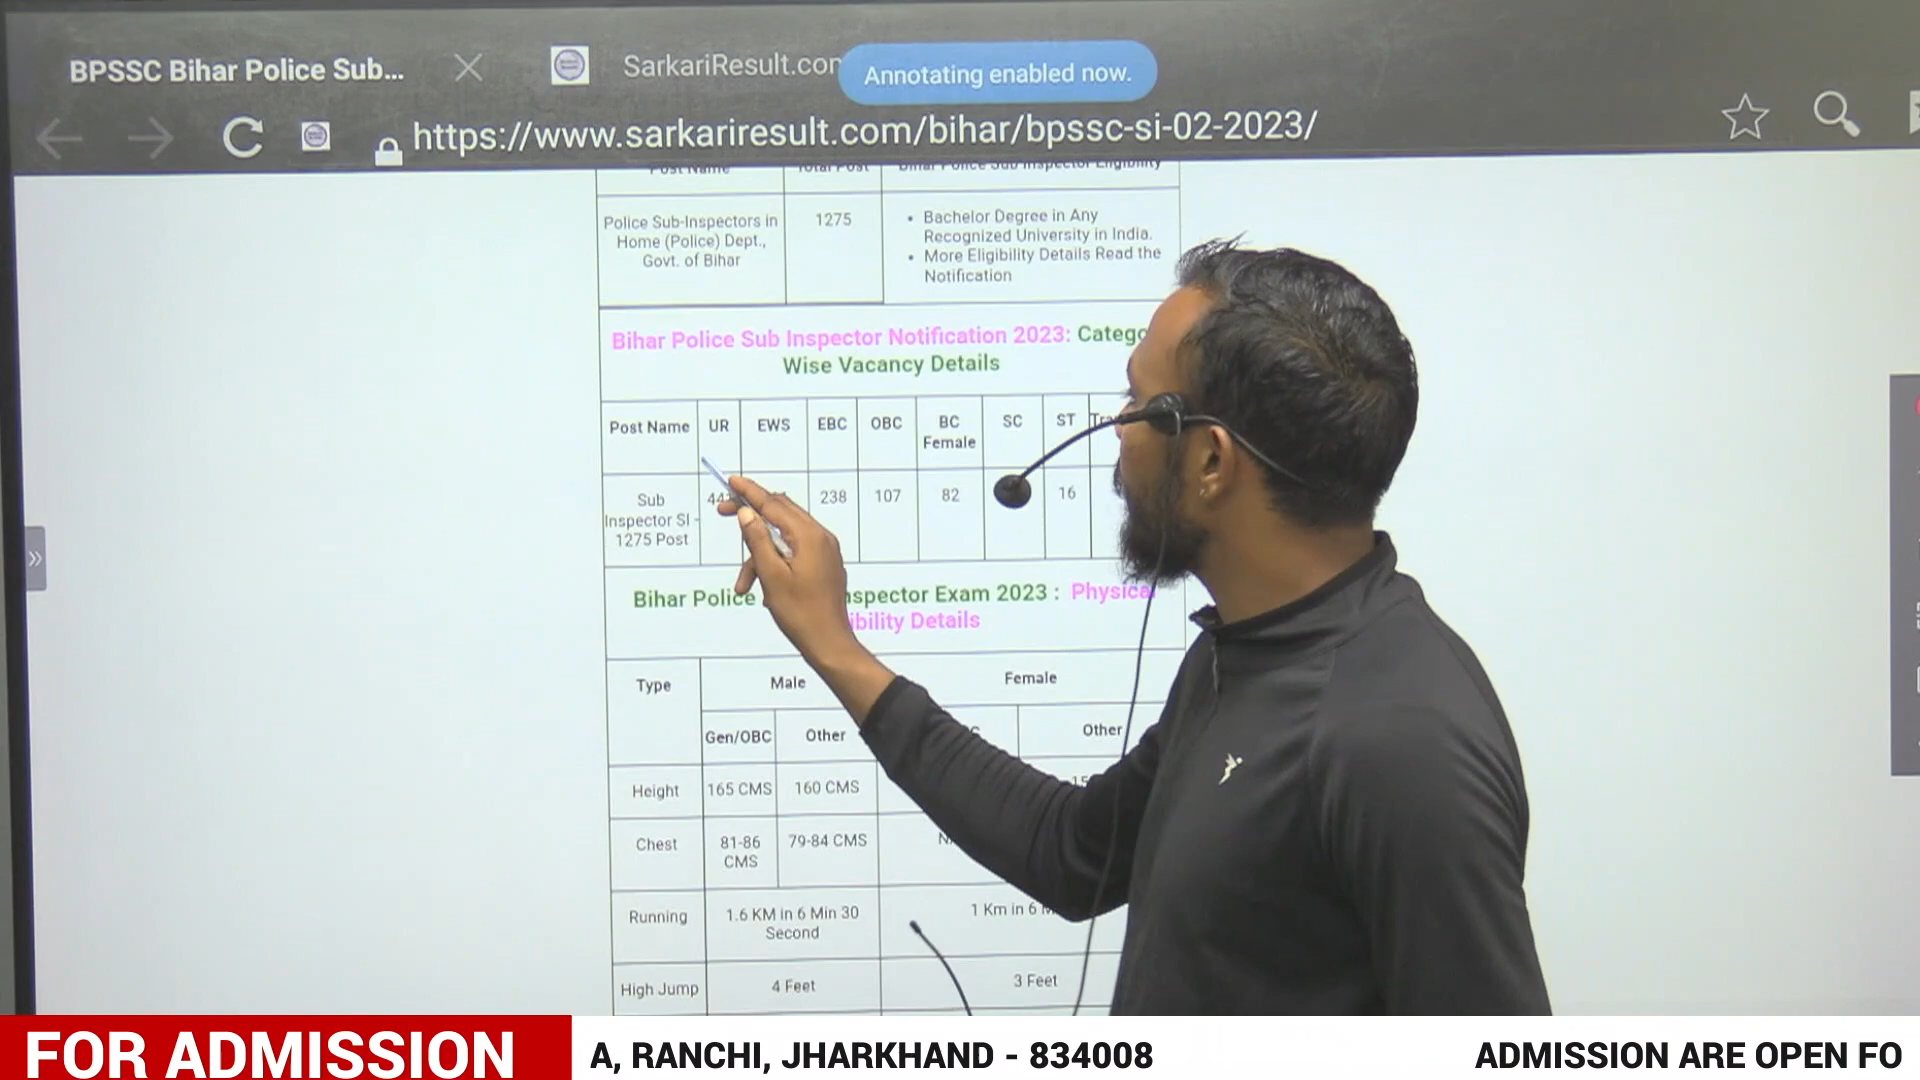 BPSSC Bihar Police Sub...
SarkariResult.com
Annotating enabled now.
https://www.sarkariresult.com/bihar/bpssc-si-02-2023/
Post Name
Total Post
Bihar Police Sub Inspector Eligibility
Police Sub-Inspectors in
Home (Police) Dept.,
Govt. of Bihar
1275
• Bachelor Degree in Any
Recognized University in India.
• More Eligibility Details Read the
Notification
Bihar Police Sub Inspector Notification 2023: Catego
Wise Vacancy Details
Post Name
UR
EWS
EBC
OBC
BC
Female
SC
ST
Tra
Sub
Inspector SI -
1275 Post
44
238
107
82
16
Bihar Police
nspector Exam 2023 : Physica
ibility Details
Type
Male
Female
Gen/OBC
Other
Other
Height
165 CMS
160 CMS
15
Chest
81-86
CMS
79-84 CMS
N
Running
1.6 KM in 6 Min 30
Second
1 Km in 6 M
High Jump
4 Feet
3 Feet
FOR ADMISSION
A, RANCHI, JHARKHAND - 834008
ADMISSION ARE OPEN FO